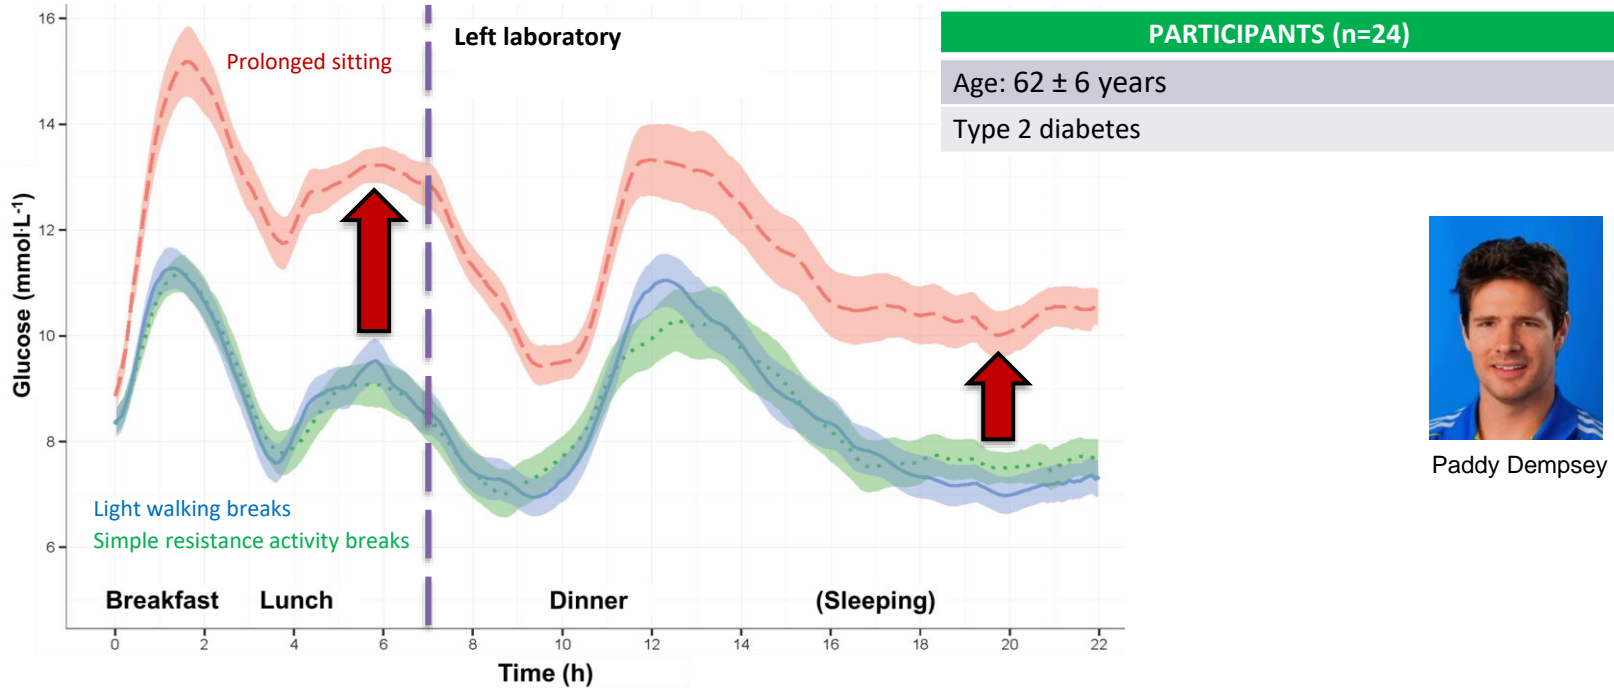 16
14
12
10
8
6
Glucose (mmol·L⁻¹)
Prolonged sitting
Left laboratory
Light walking breaks
Simple resistance activity breaks
Breakfast Lunch Dinner (Sleeping)
0 2 4 6 8 10 12 14 16 18 20 22
Time (h)
PARTICIPANTS (n=24)
Age: 62 ± 6 years
Type 2 diabetes
Paddy Dempsey